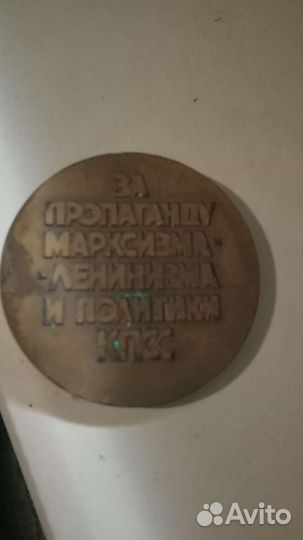 ЗА
ПРОПАГАНДУ
МАРКСИЗМА-
-ЛЕНИНИЗМА
И ПОЛИТИКИ
КПСС
Avito